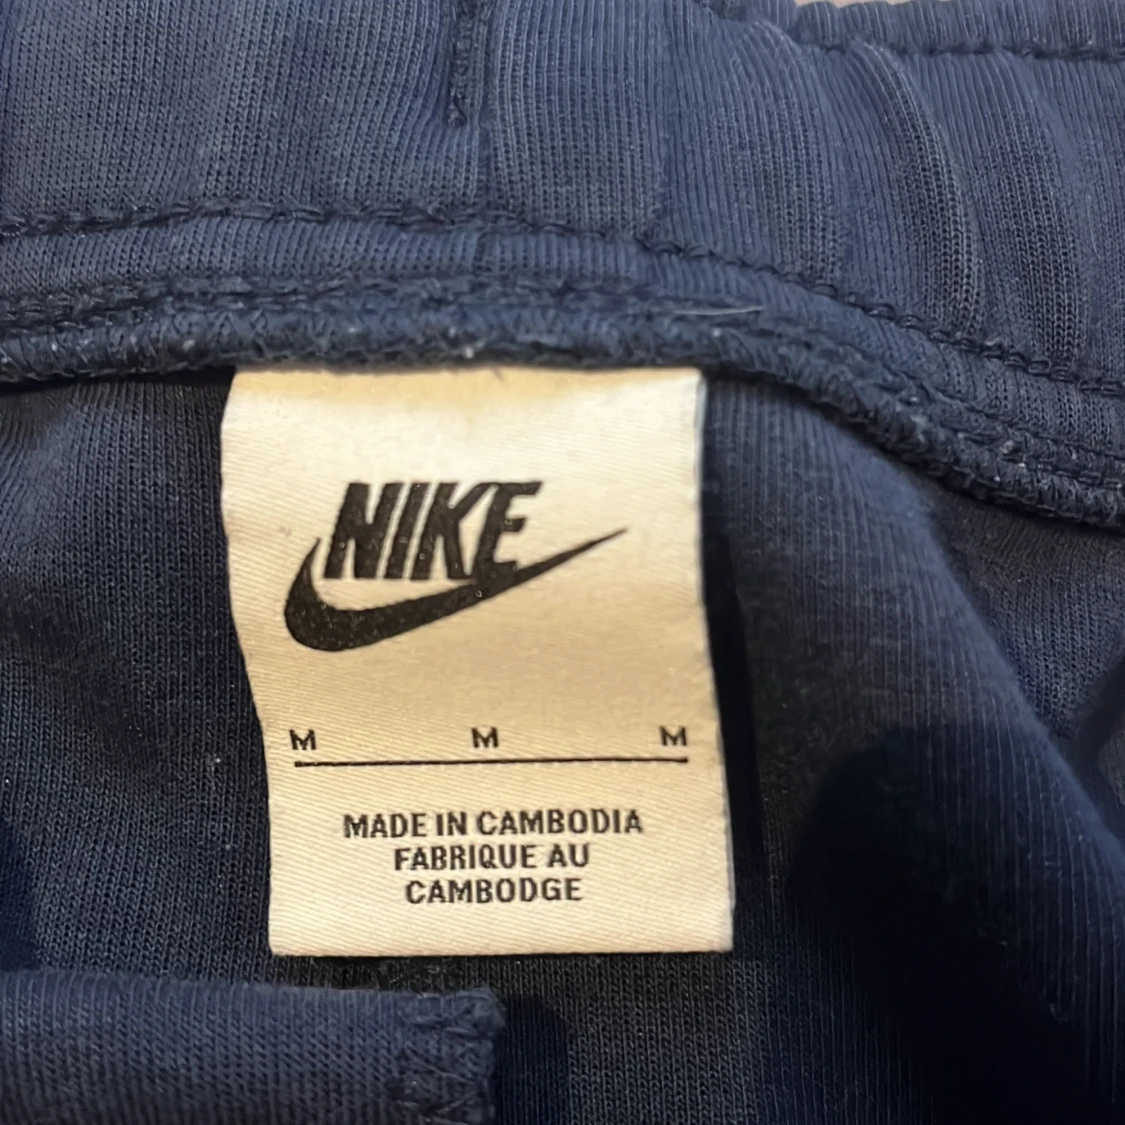 NIKE
M M M
MADE IN CAMBODIA
FABRIQUE AU
CAMBODGE